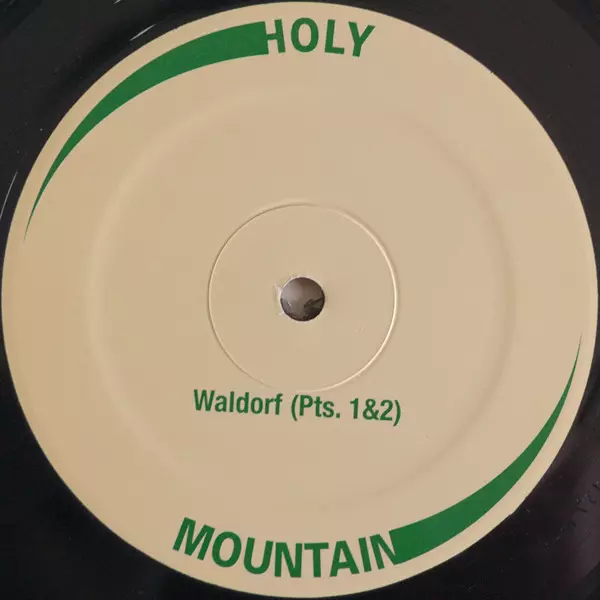 HOLY
Waldorf (Pts. 1&2)
MOUNTAIN